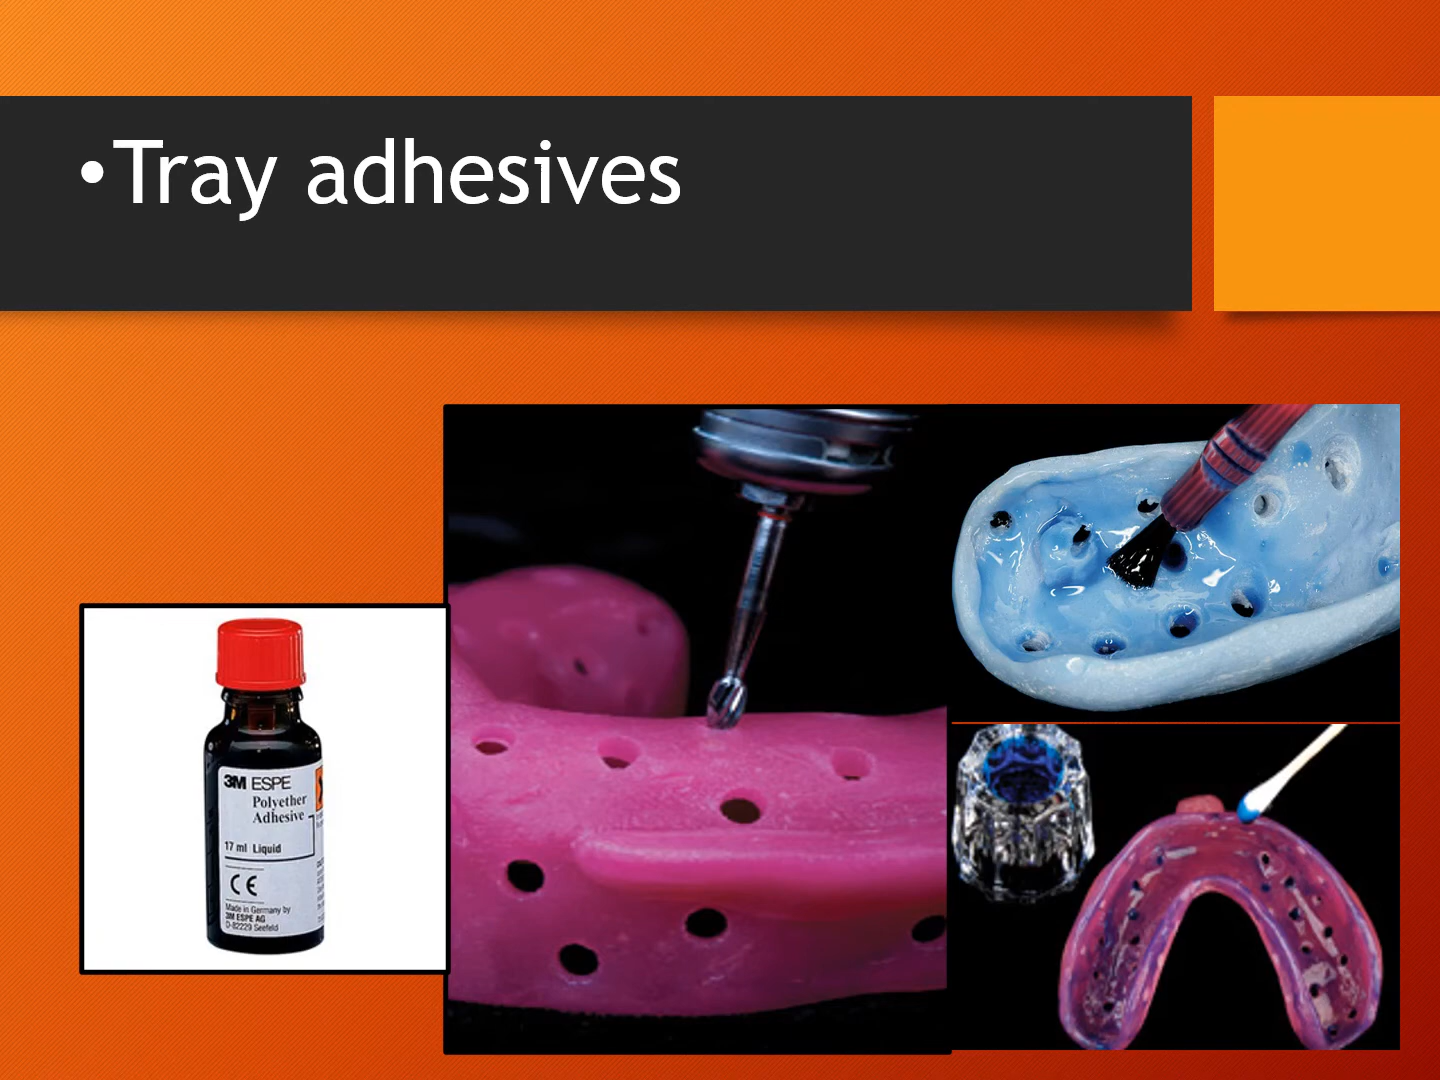 •Tray adhesives
3M ESPE
Polyether
Adhesive
17 ml Liquid
CE
Made in Germany by
3M ESPE AG
D-82229 Seefeld